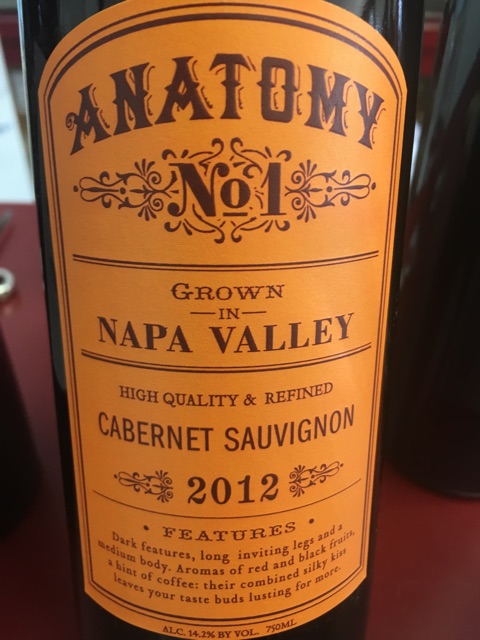 ANATOMY
No1
GROWN
IN
NAPA VALLEY
HIGH QUALITY & REFINED
CABERNET SAUVIGNON
2012
• FEATURES •
Dark features, long inviting legs and a
medium body. Aromas of red and black fruits,
a hint of coffee: their combined silky kiss
leaves your taste buds lusting for more.
ALC. 14.2% BY VOL. 750ML